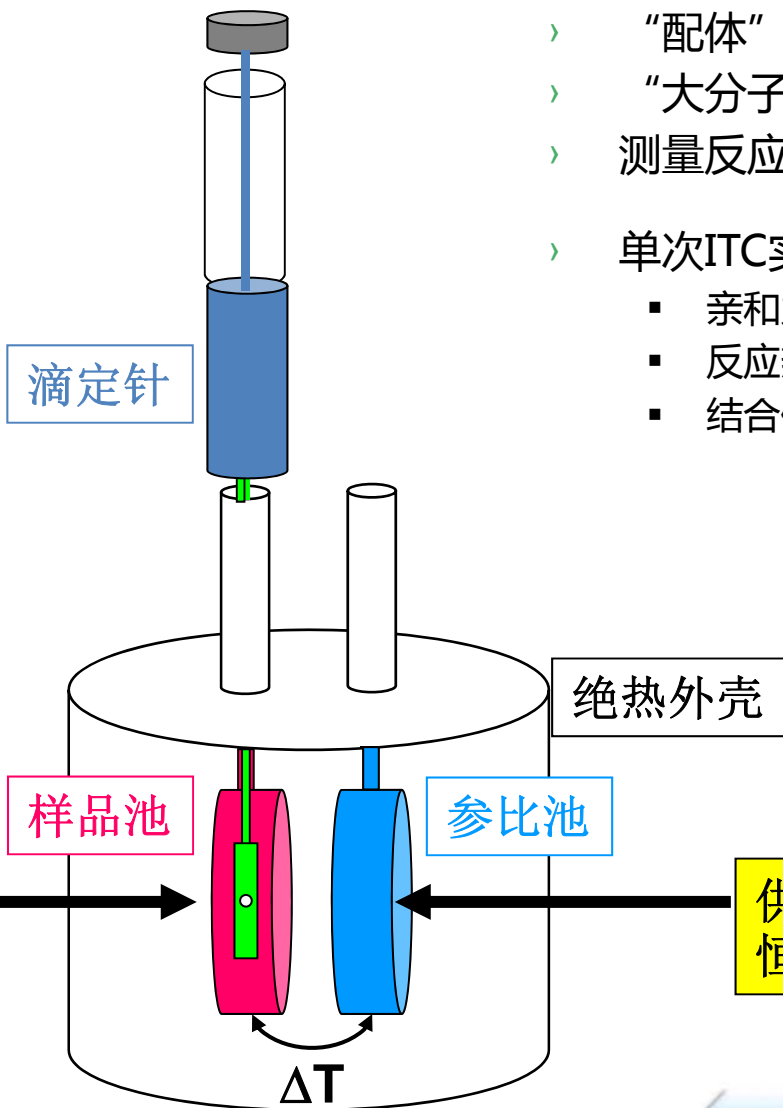 “配体”
“大分子
测量反应
单次ITC实
亲和
反应
结合
滴定针
绝热外壳
样品池
参比池
供
恒
ΔT